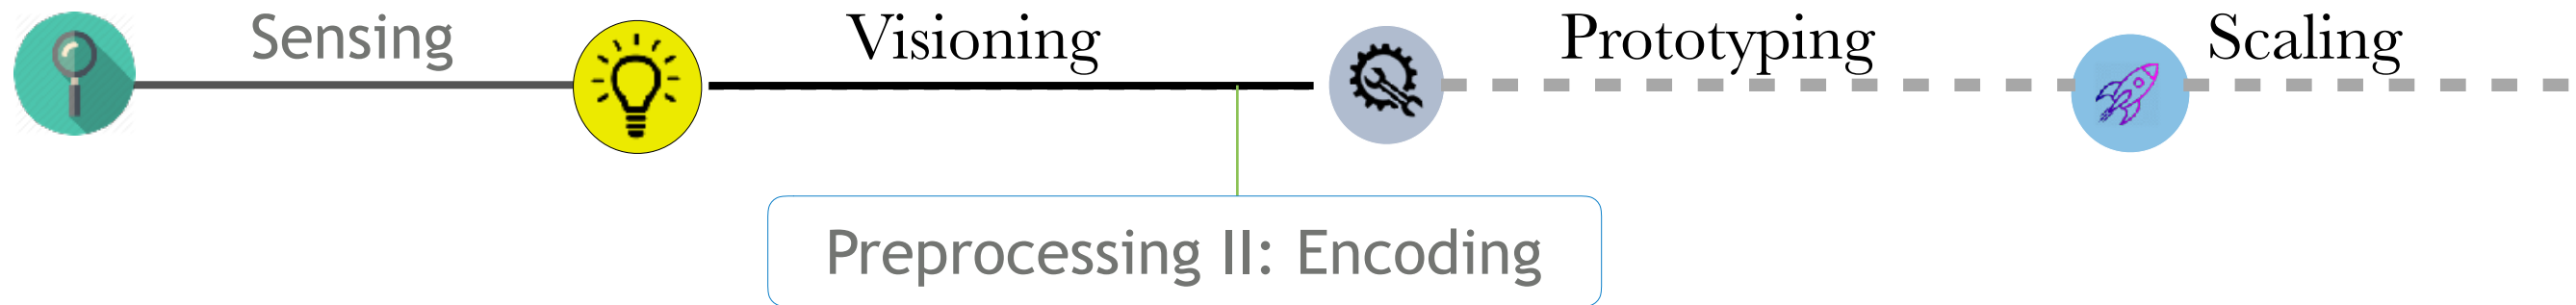 Sensing
Visioning
Prototyping
Scaling
Preprocessing II: Encoding